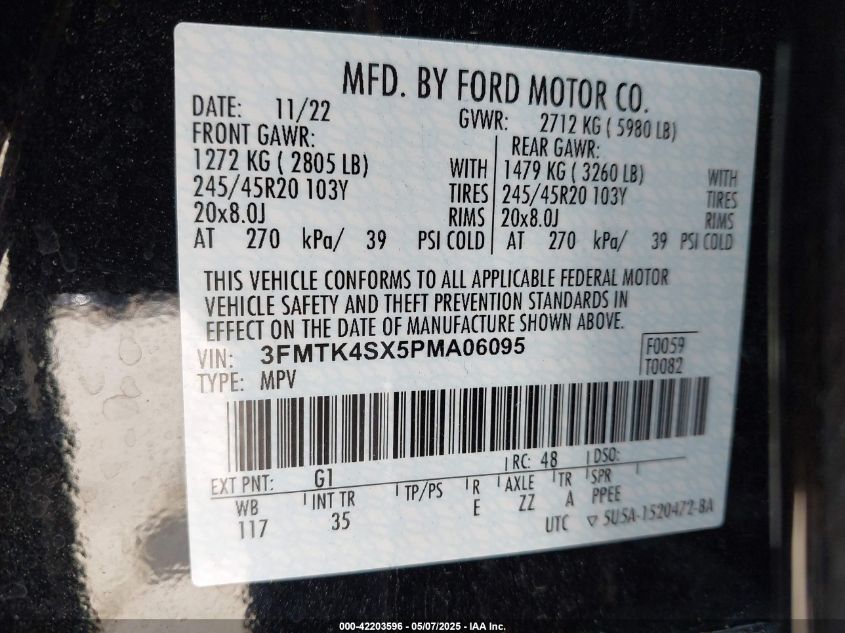 MFD. BY FORD MOTOR CO.
DATE: 11/22 GVWR: 2712 KG ( 5980 LB)
FRONT GAWR: REAR GAWR:
1272 KG ( 2805 LB) WITH 1479 KG ( 3260 LB) WITH
245/45R20 103Y TIRES 245/45R20 103Y TIRES
20x8.0J RIMS 20x8.0J RIMS
AT 270 kPa/ 39 PSI COLD AT 270 kPa/ 39 PSI COLD
THIS VEHICLE CONFORMS TO ALL APPLICABLE FEDERAL MOTOR
VEHICLE SAFETY AND THEFT PREVENTION STANDARDS IN
EFFECT ON THE DATE OF MANUFACTURE SHOWN ABOVE.
VIN: 3FMTK4SX5PMA06095 F0059
TYPE: MPV T0082
EXT PNT: G1 RC: 48 DSO:
WB INT TR TP/PS R AXLE TR SPR
117 35 E ZZ A PPEE
UTC ▽ SU5A-1520472-BA
000-42203596 - 05/07/2025 - IAA Inc.